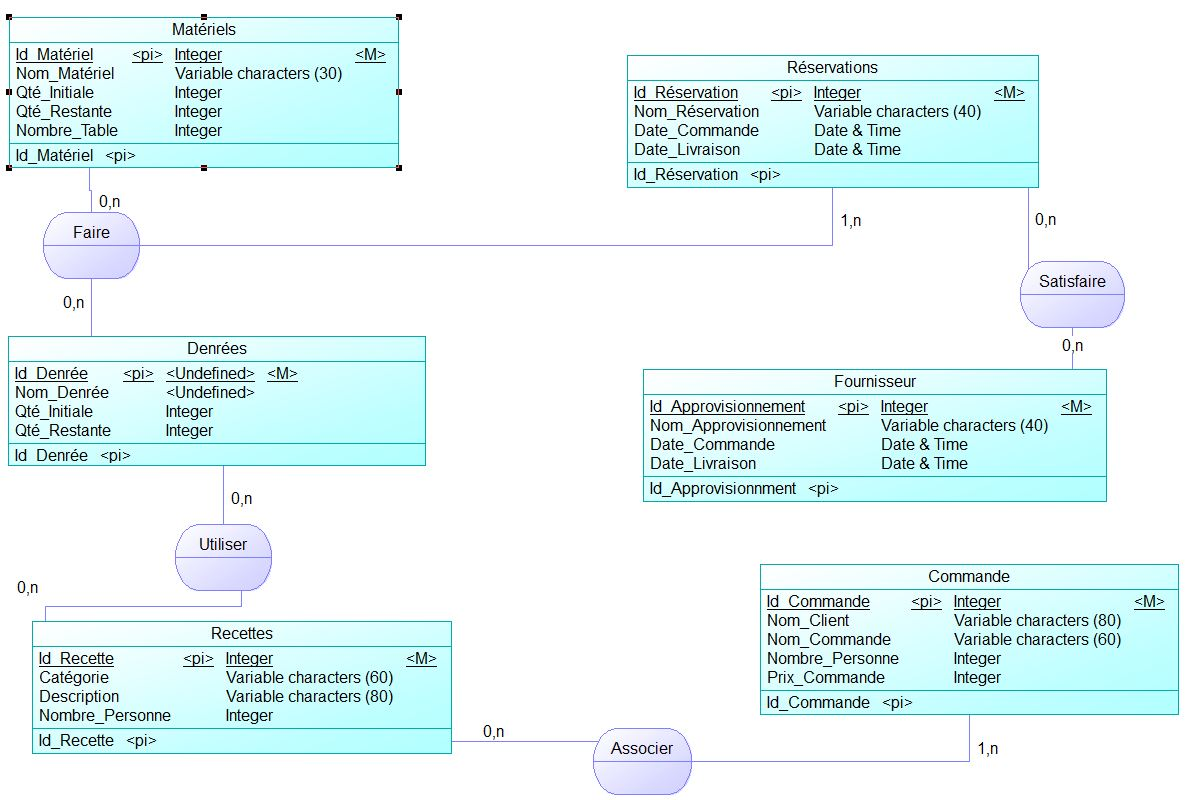 Matériels
Id_Matériel <pi> Integer <M>
Nom_Matériel Variable characters (30)
Qté_Initiale Integer
Qté_Restante Integer
Nombre_Table Integer
Id_Matériel <pi>
Réservations
Id_Réservation <pi> Integer <M>
Nom_Réservation Variable characters (40)
Date_Commande Date & Time
Date_Livraison Date & Time
Id_Réservation <pi>
0,n
Faire
1,n
0,n
Satisfaire
0,n
0,n
Denrées
Id_Denrée <pi> <Undefined> <M>
Nom_Denrée <Undefined>
Qté_Initiale Integer
Qté_Restante Integer
Id_Denrée <pi>
Fournisseur
Id_Approvisionnement <pi> Integer <M>
Nom_Approvisionnement Variable characters (40)
Date_Commande Date & Time
Date_Livraison Date & Time
Id_Approvisionnment <pi>
0,n
Utiliser
0,n
Recettes
Id_Recette <pi> Integer <M>
Catégorie Variable characters (60)
Description Variable characters (80)
Nombre_Personne Integer
Id_Recette <pi>
Commande
Id_Commande <pi> Integer <M>
Nom_Client Variable characters (80)
Nom_Commande Variable characters (60)
Nombre_Personne Integer
Prix_Commande Integer
Id_Commande <pi>
0,n
Associer
1,n